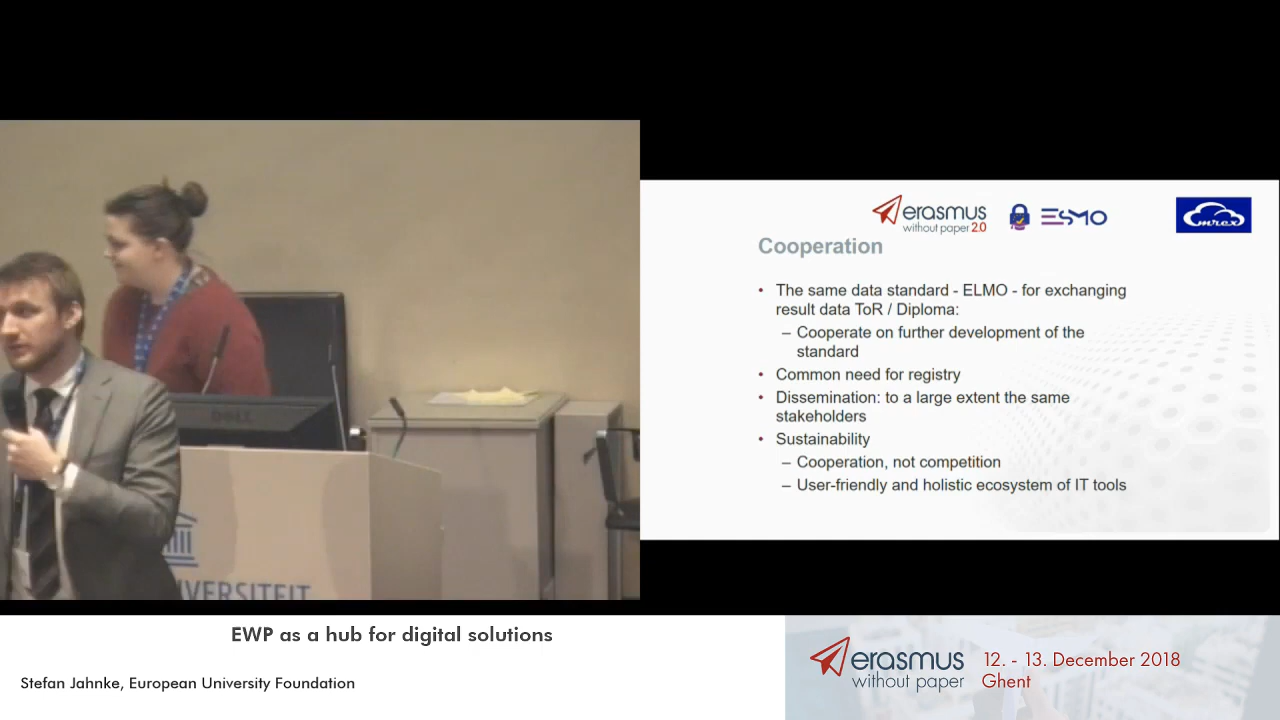 DELL
NIVERSITEIT
erasmus
without paper 2.0
ESMO
emrex
Cooperation
• The same data standard - ELMO - for exchanging
result data ToR / Diploma:
– Cooperate on further development of the
standard
• Common need for registry
• Dissemination: to a large extent the same
stakeholders
• Sustainability
– Cooperation, not competition
– User-friendly and holistic ecosystem of IT tools
EWP as a hub for digital solutions
Stefan Jahnke, European University Foundation
erasmus
without paper
12. - 13. December 2018
Ghent